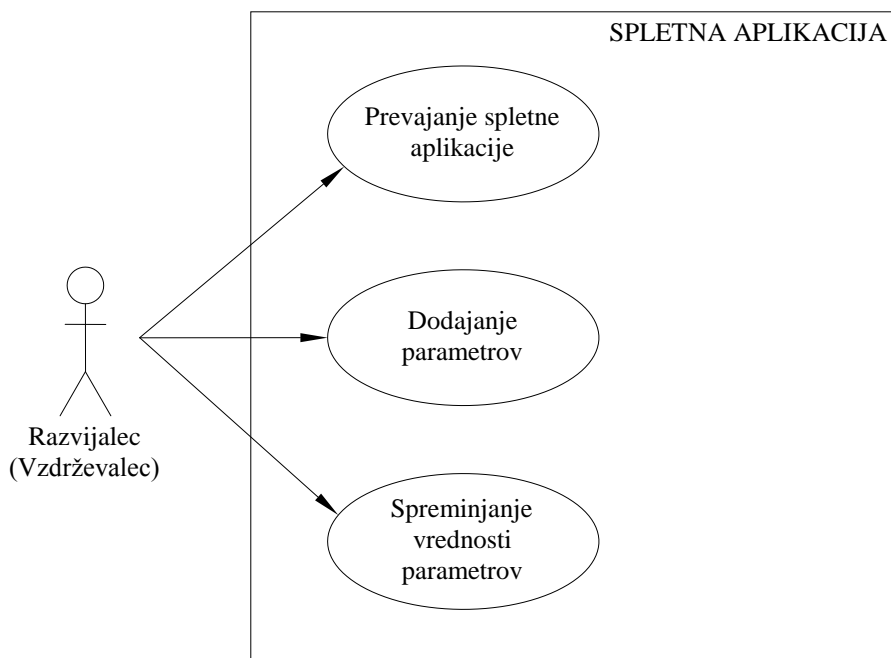 SPLETNA APLIKACIJA
Prevajanje spletne
aplikacije
Dodajanje
parametrov
Razvijalec
(Vzdrževalec)
Spreminjanje
vrednosti
parametrov